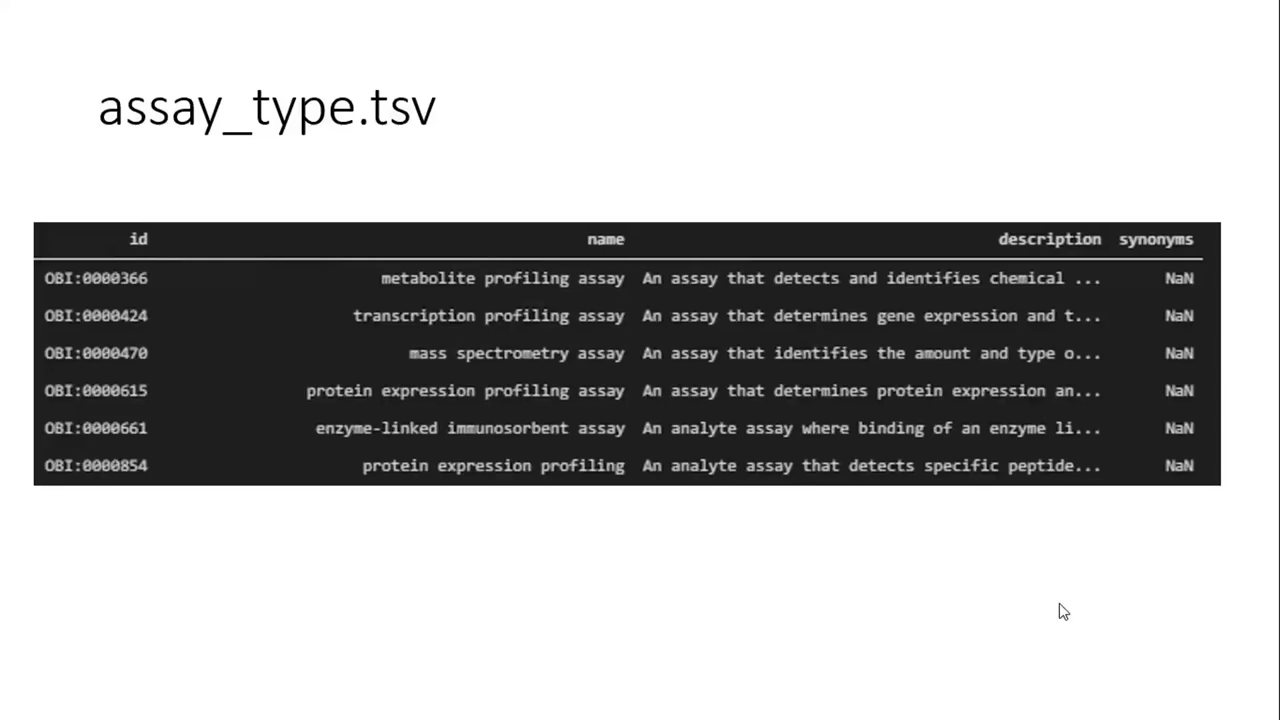 assay_type.tsv
id name description synonyms
OBI:0000366 metabolite profiling assay An assay that detects and identifies chemical ... NaN
OBI:0000424 transcription profiling assay An assay that determines gene expression and t... NaN
OBI:0000470 mass spectrometry assay An assay that identifies the amount and type o... NaN
OBI:0000615 protein expression profiling assay An assay that determines protein expression an... NaN
OBI:0000661 enzyme-linked immunosorbent assay An analyte assay where binding of an enzyme li... NaN
OBI:0000854 protein expression profiling An analyte assay that detects specific peptide... NaN